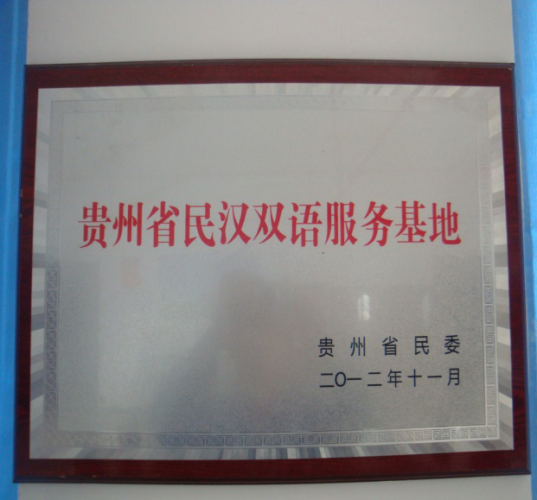 贵州省民汉双语服务基地
贵州省民委
二〇一二年十一月